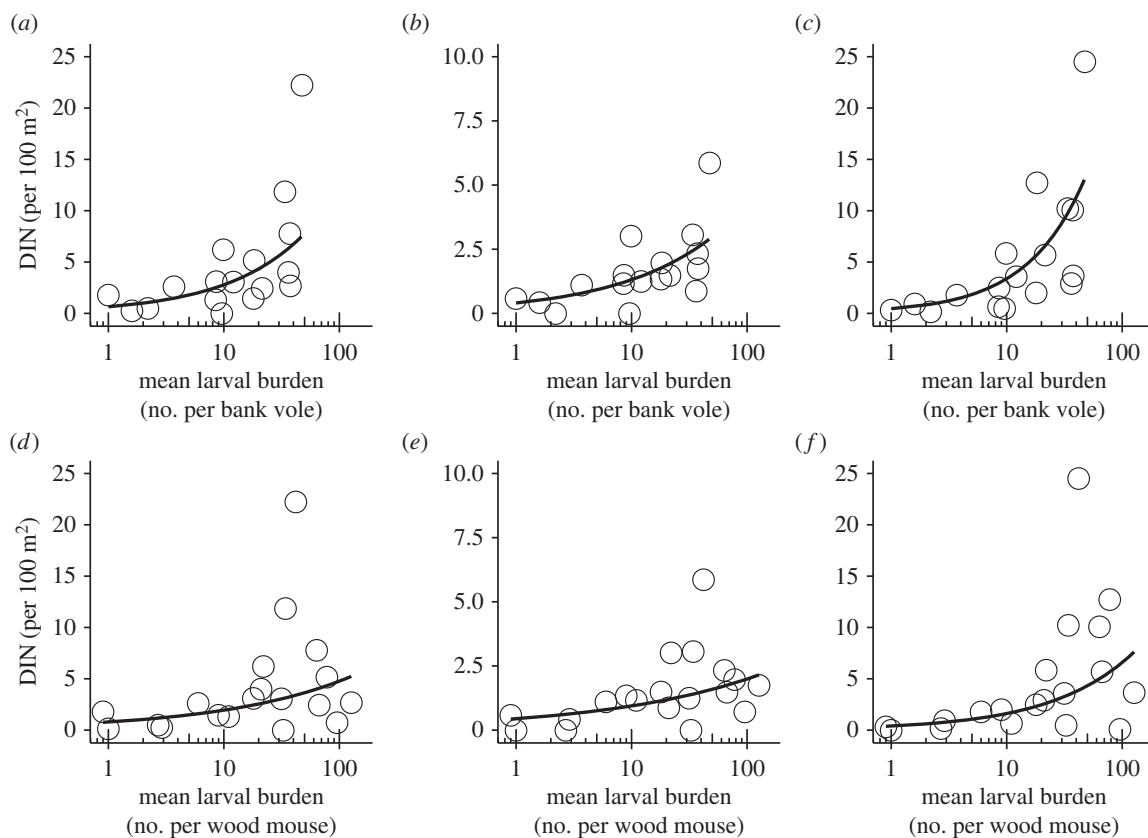 (a)
(b)
(c)
25
20
15
10
5
0
DIN (per 100 m²)
1 10 100
mean larval burden
(no. per bank vole)
10.0
7.5
5.0
2.5
0
1 10 100
mean larval burden
(no. per bank vole)
25
20
15
10
5
0
1 10 100
mean larval burden
(no. per bank vole)
(d)
(e)
(f)
25
20
15
10
5
0
DIN (per 100 m²)
1 10 100
mean larval burden
(no. per wood mouse)
10.0
7.5
5.0
2.5
0
1 10 100
mean larval burden
(no. per wood mouse)
25
20
15
10
5
0
1 10 100
mean larval burden
(no. per wood mouse)